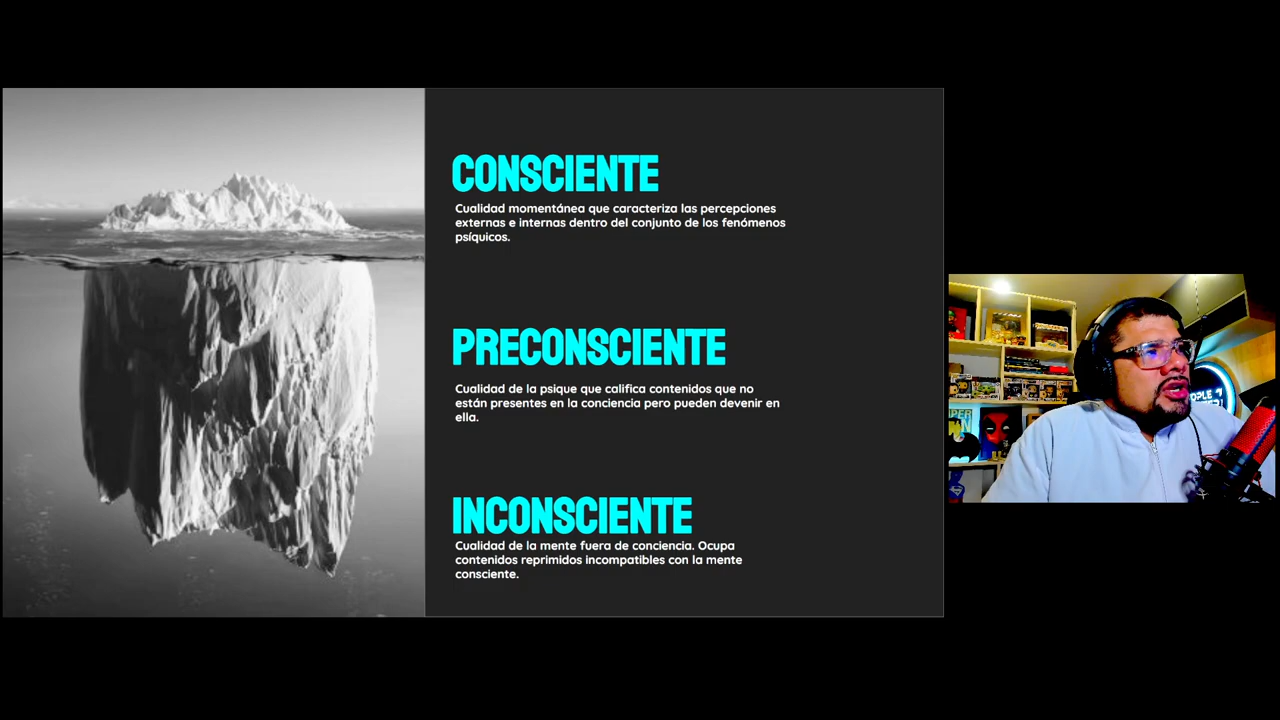 CONSCIENTE
Cualidad momentánea que caracteriza las percepciones
externas e internas dentro del conjunto de los fenómenos
psíquicos.
PRECONSCIENTE
Cualidad de la psique que califica contenidos que no
están presentes en la conciencia pero pueden devenir en
ella.
INCONSCIENTE
Cualidad de la mente fuera de conciencia. Ocupa
contenidos reprimidos incompatibles con la mente
consciente.